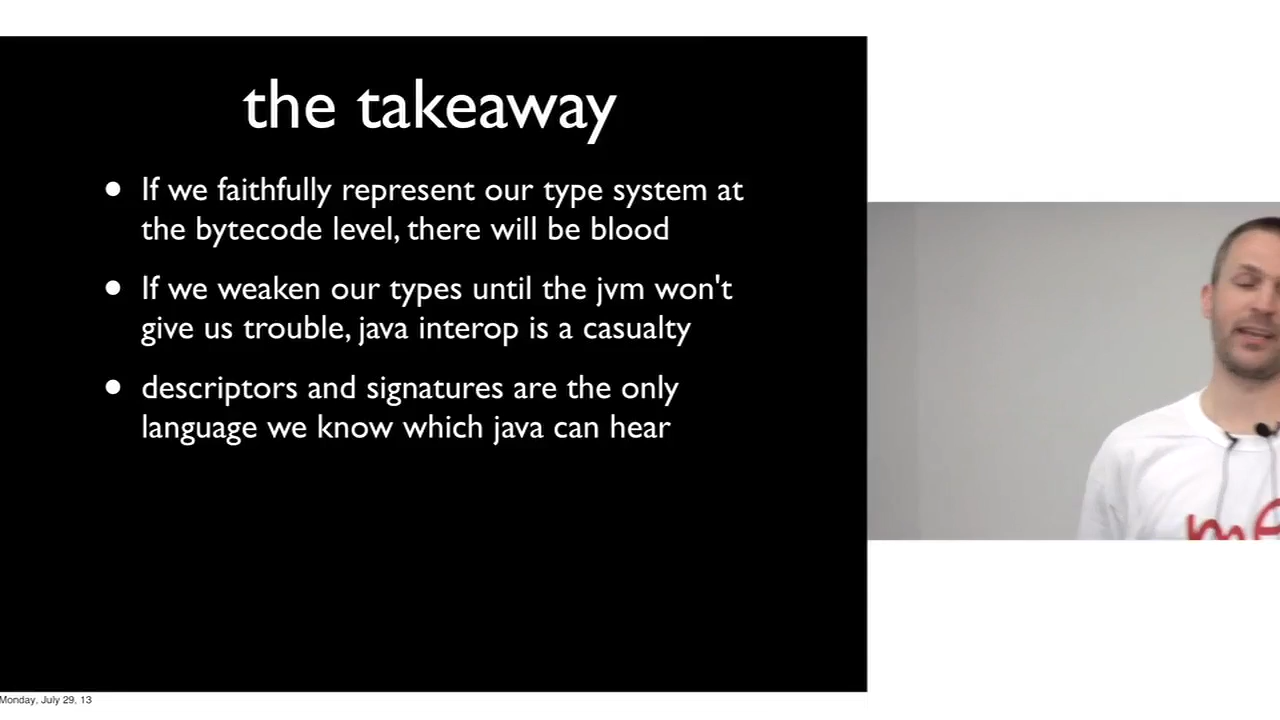 the takeaway
• If we faithfully represent our type system at
the bytecode level, there will be blood
• If we weaken our types until the jvm won't
give us trouble, java interop is a casualty
• descriptors and signatures are the only
language we know which java can hear
Monday, July 29, 13